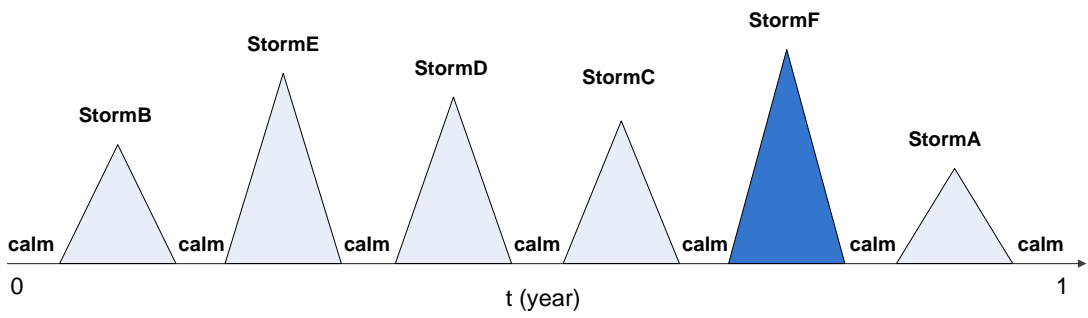 StormF
StormE
StormD
StormC
StormB
StormA
calm calm calm calm calm calm calm
0 1
t (year)